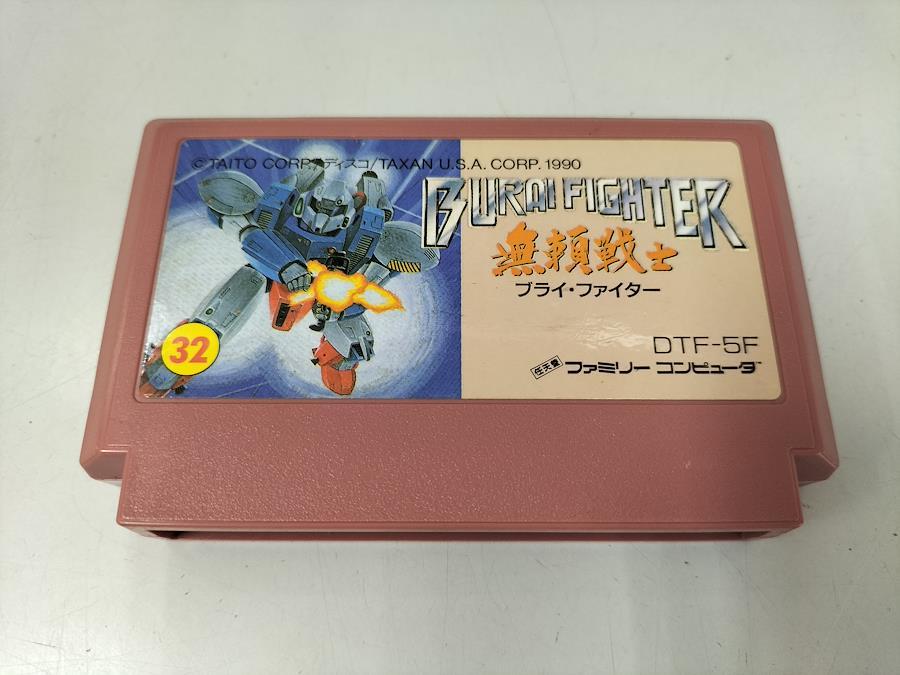 ©TAITO CORP./ディスコ/TAXAN U.S.A. CORP. 1990
BURAI FIGHTER
無頼戦士
ブライ・ファイター
32
DTF-5F
任天堂 ファミリー コンピュータ™